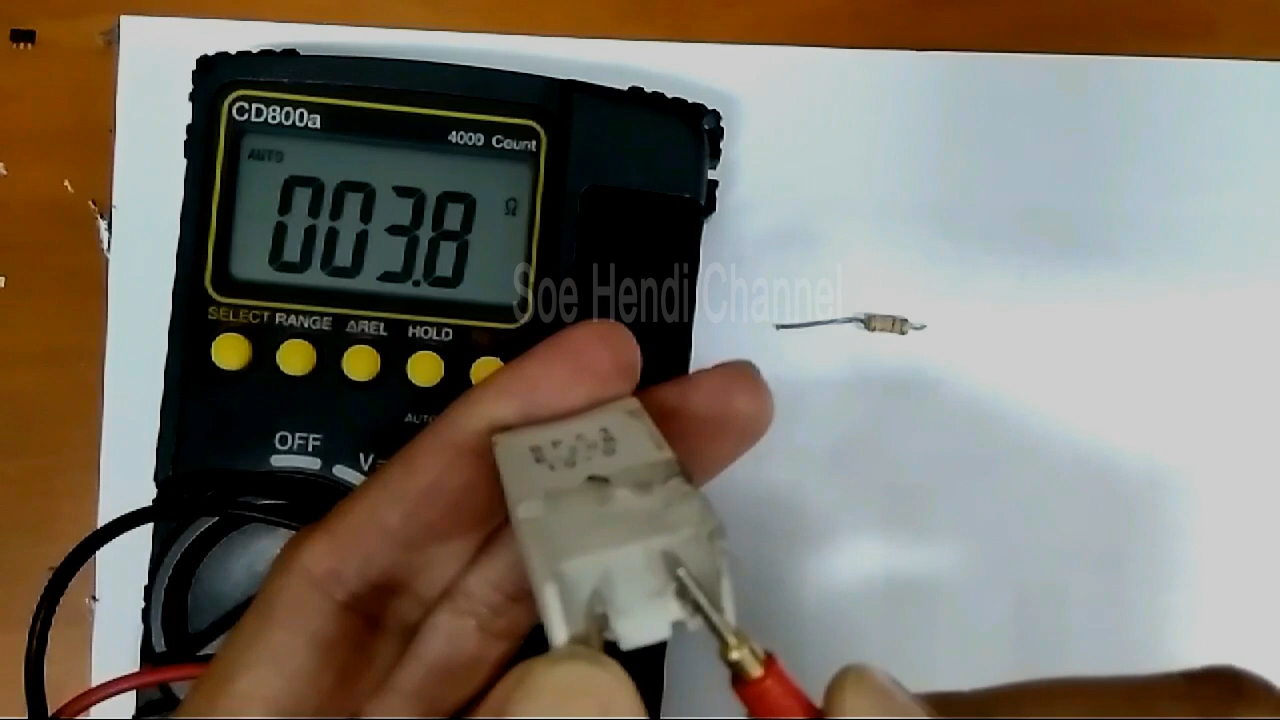 CD800a
4000 Count
AUTO
003.8 Ω
Soe Hendi Channel
SELECT RANGE ΔREL HOLD
OFF